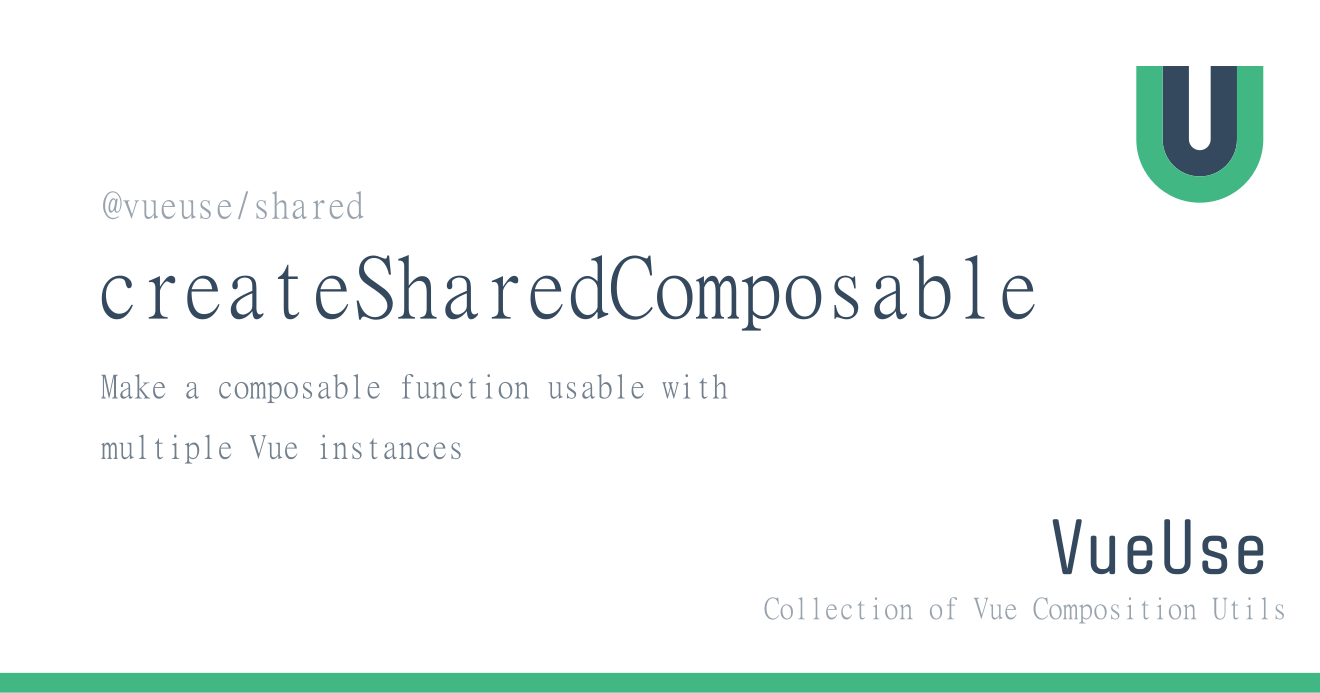 @vueuse/shared
createSharedComposable
Make a composable function usable with
multiple Vue instances
VueUse
Collection of Vue Composition Utils